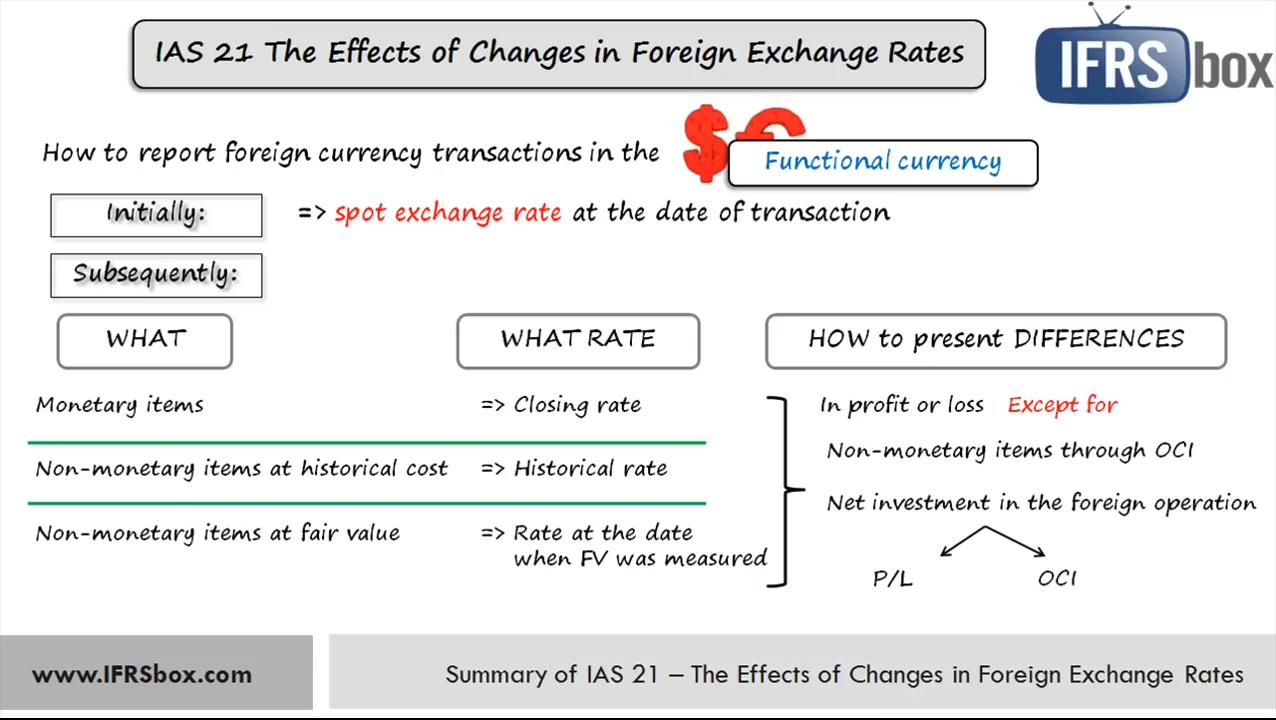 IAS 21 The Effects of Changes in Foreign Exchange Rates
IFRS box
How to report foreign currency transactions in the
$€
Functional currency
Initially:
=> spot exchange rate at the date of transaction
Subsequently:
WHAT
WHAT RATE
HOW to present DIFFERENCES
Monetary items
=> Closing rate
In profit or loss Except for
Non-monetary items through OCI
Non-monetary items at historical cost
=> Historical rate
Net investment in the foreign operation
Non-monetary items at fair value
=> Rate at the date
when FV was measured
P/L
OCI
www.IFRSbox.com
Summary of IAS 21 – The Effects of Changes in Foreign Exchange Rates